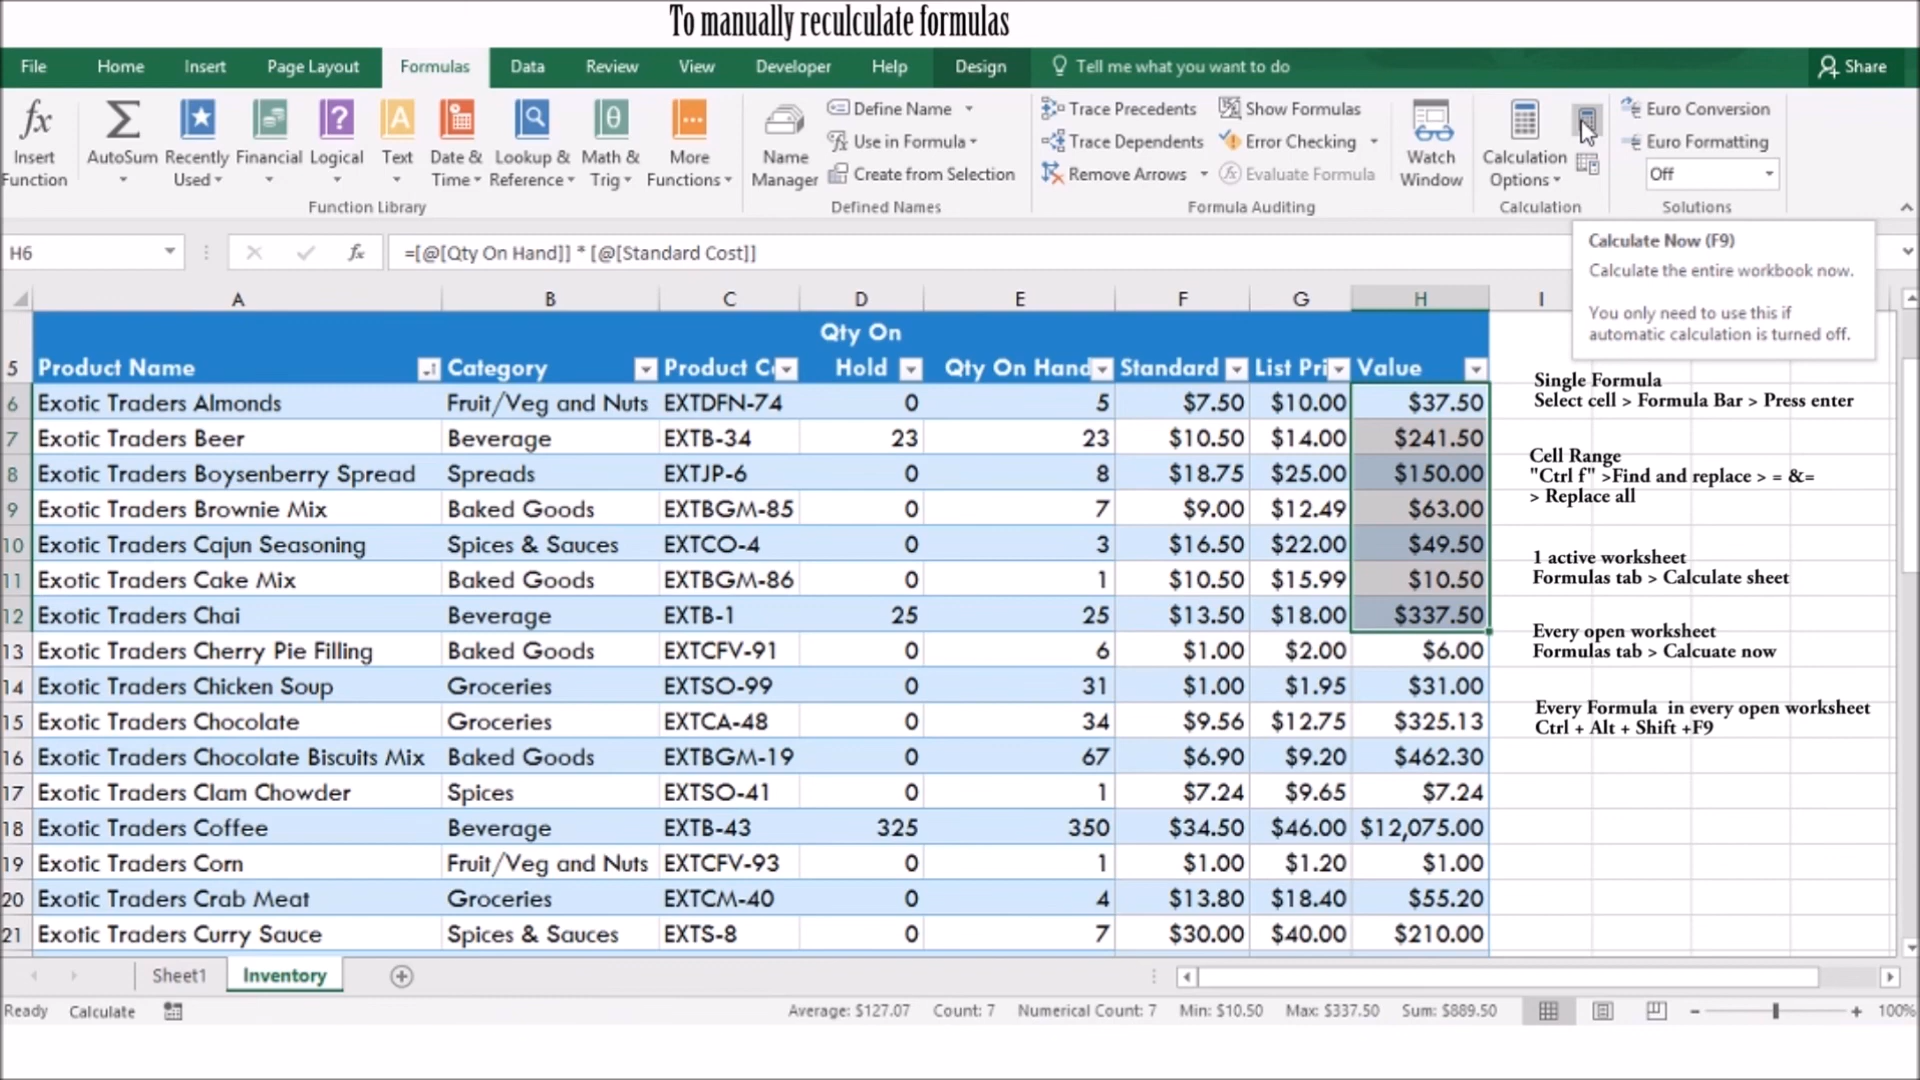 To manually reculculate formulas
File Home Insert Page Layout Formulas Data Review View Developer Help Design Tell me what you want to do Share
Insert Function
AutoSum
Recently Used
Financial
Logical
Text
Date & Time
Lookup & Reference
Math & Trig
More Functions
Function Library
Name Manager
Define Name
Use in Formula
Create from Selection
Defined Names
Trace Precedents
Trace Dependents
Remove Arrows
Show Formulas
Error Checking
Evaluate Formula
Formula Auditing
Watch Window
Calculation Options
Calculation
Euro Conversion
Euro Formatting
Off
Solutions
Calculate Now (F9)
Calculate the entire workbook now.
You only need to use this if
automatic calculation is turned off.
H6 fx =[@[Qty On Hand]] * [@[Standard Cost]]
A B C D E F G H I
Qty On
5 Product Name Category Product C Hold Qty On Hand Standard List Pri Value
6 Exotic Traders Almonds Fruit/Veg and Nuts EXTDFN-74 0 5 $7.50 $10.00 $37.50
7 Exotic Traders Beer Beverage EXTB-34 23 23 $10.50 $14.00 $241.50
8 Exotic Traders Boysenberry Spread Spreads EXTJP-6 0 8 $18.75 $25.00 $150.00
9 Exotic Traders Brownie Mix Baked Goods EXTBGM-85 0 7 $9.00 $12.49 $63.00
10 Exotic Traders Cajun Seasoning Spices & Sauces EXTCO-4 0 3 $16.50 $22.00 $49.50
11 Exotic Traders Cake Mix Baked Goods EXTBGM-86 0 1 $10.50 $15.99 $10.50
12 Exotic Traders Chai Beverage EXTB-1 25 25 $13.50 $18.00 $337.50
13 Exotic Traders Cherry Pie Filling Baked Goods EXTCFV-91 0 6 $1.00 $2.00 $6.00
14 Exotic Traders Chicken Soup Groceries EXTSO-99 0 31 $1.00 $1.95 $31.00
15 Exotic Traders Chocolate Groceries EXTCA-48 0 34 $9.56 $12.75 $325.13
16 Exotic Traders Chocolate Biscuits Mix Baked Goods EXTBGM-19 0 67 $6.90 $9.20 $462.30
17 Exotic Traders Clam Chowder Spices EXTSO-41 0 1 $7.24 $9.65 $7.24
18 Exotic Traders Coffee Beverage EXTB-43 325 350 $34.50 $46.00 $12,075.00
19 Exotic Traders Corn Fruit/Veg and Nuts EXTCFV-93 0 1 $1.00 $1.20 $1.00
20 Exotic Traders Crab Meat Groceries EXTCM-40 0 4 $13.80 $18.40 $55.20
21 Exotic Traders Curry Sauce Spices & Sauces EXTS-8 0 7 $30.00 $40.00 $210.00
Single Formula
Select cell > Formula Bar > Press enter
Cell Range
"Ctrl f" >Find and replace > = &=
> Replace all
1 active worksheet
Formulas tab > Calculate sheet
Every open worksheet
Formulas tab > Calcuate now
Every Formula in every open worksheet
Ctrl + Alt + Shift +F9
Sheet1 Inventory
Ready Calculate Average: $127.07 Count: 7 Numerical Count: 7 Min: $10.50 Max: $337.50 Sum: $889.50 100%